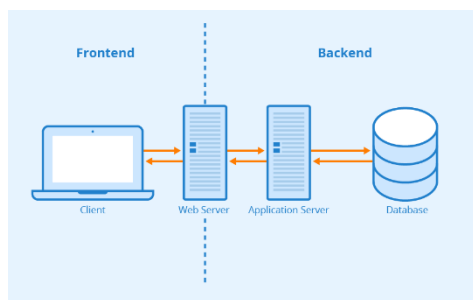 Frontend
Backend
Client
Web Server
Application Server
Database